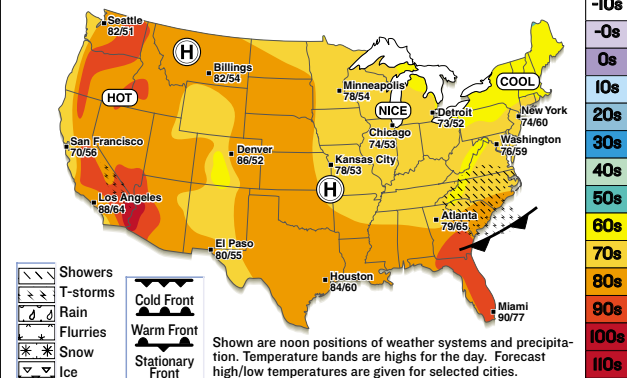 Seattle
82/51
H
Billings
82/54
HOT
Minneapolis
78/54
NICE
COOL
Detroit
73/52
New York
74/60
Chicago
74/53
Washington
76/59
San Francisco
70/56
Denver
86/52
Kansas City
78/53
H
Los Angeles
88/64
Atlanta
79/65
El Paso
80/55
Houston
84/60
Miami
90/77
Showers
T-storms
Rain
Flurries
Snow
Ice
Cold Front
Warm Front
Stationary
Front
Shown are noon positions of weather systems and precipita-
tion. Temperature bands are highs for the day. Forecast
high/low temperatures are given for selected cities.
-10s
-0s
0s
10s
20s
30s
40s
50s
60s
70s
80s
90s
100s
110s